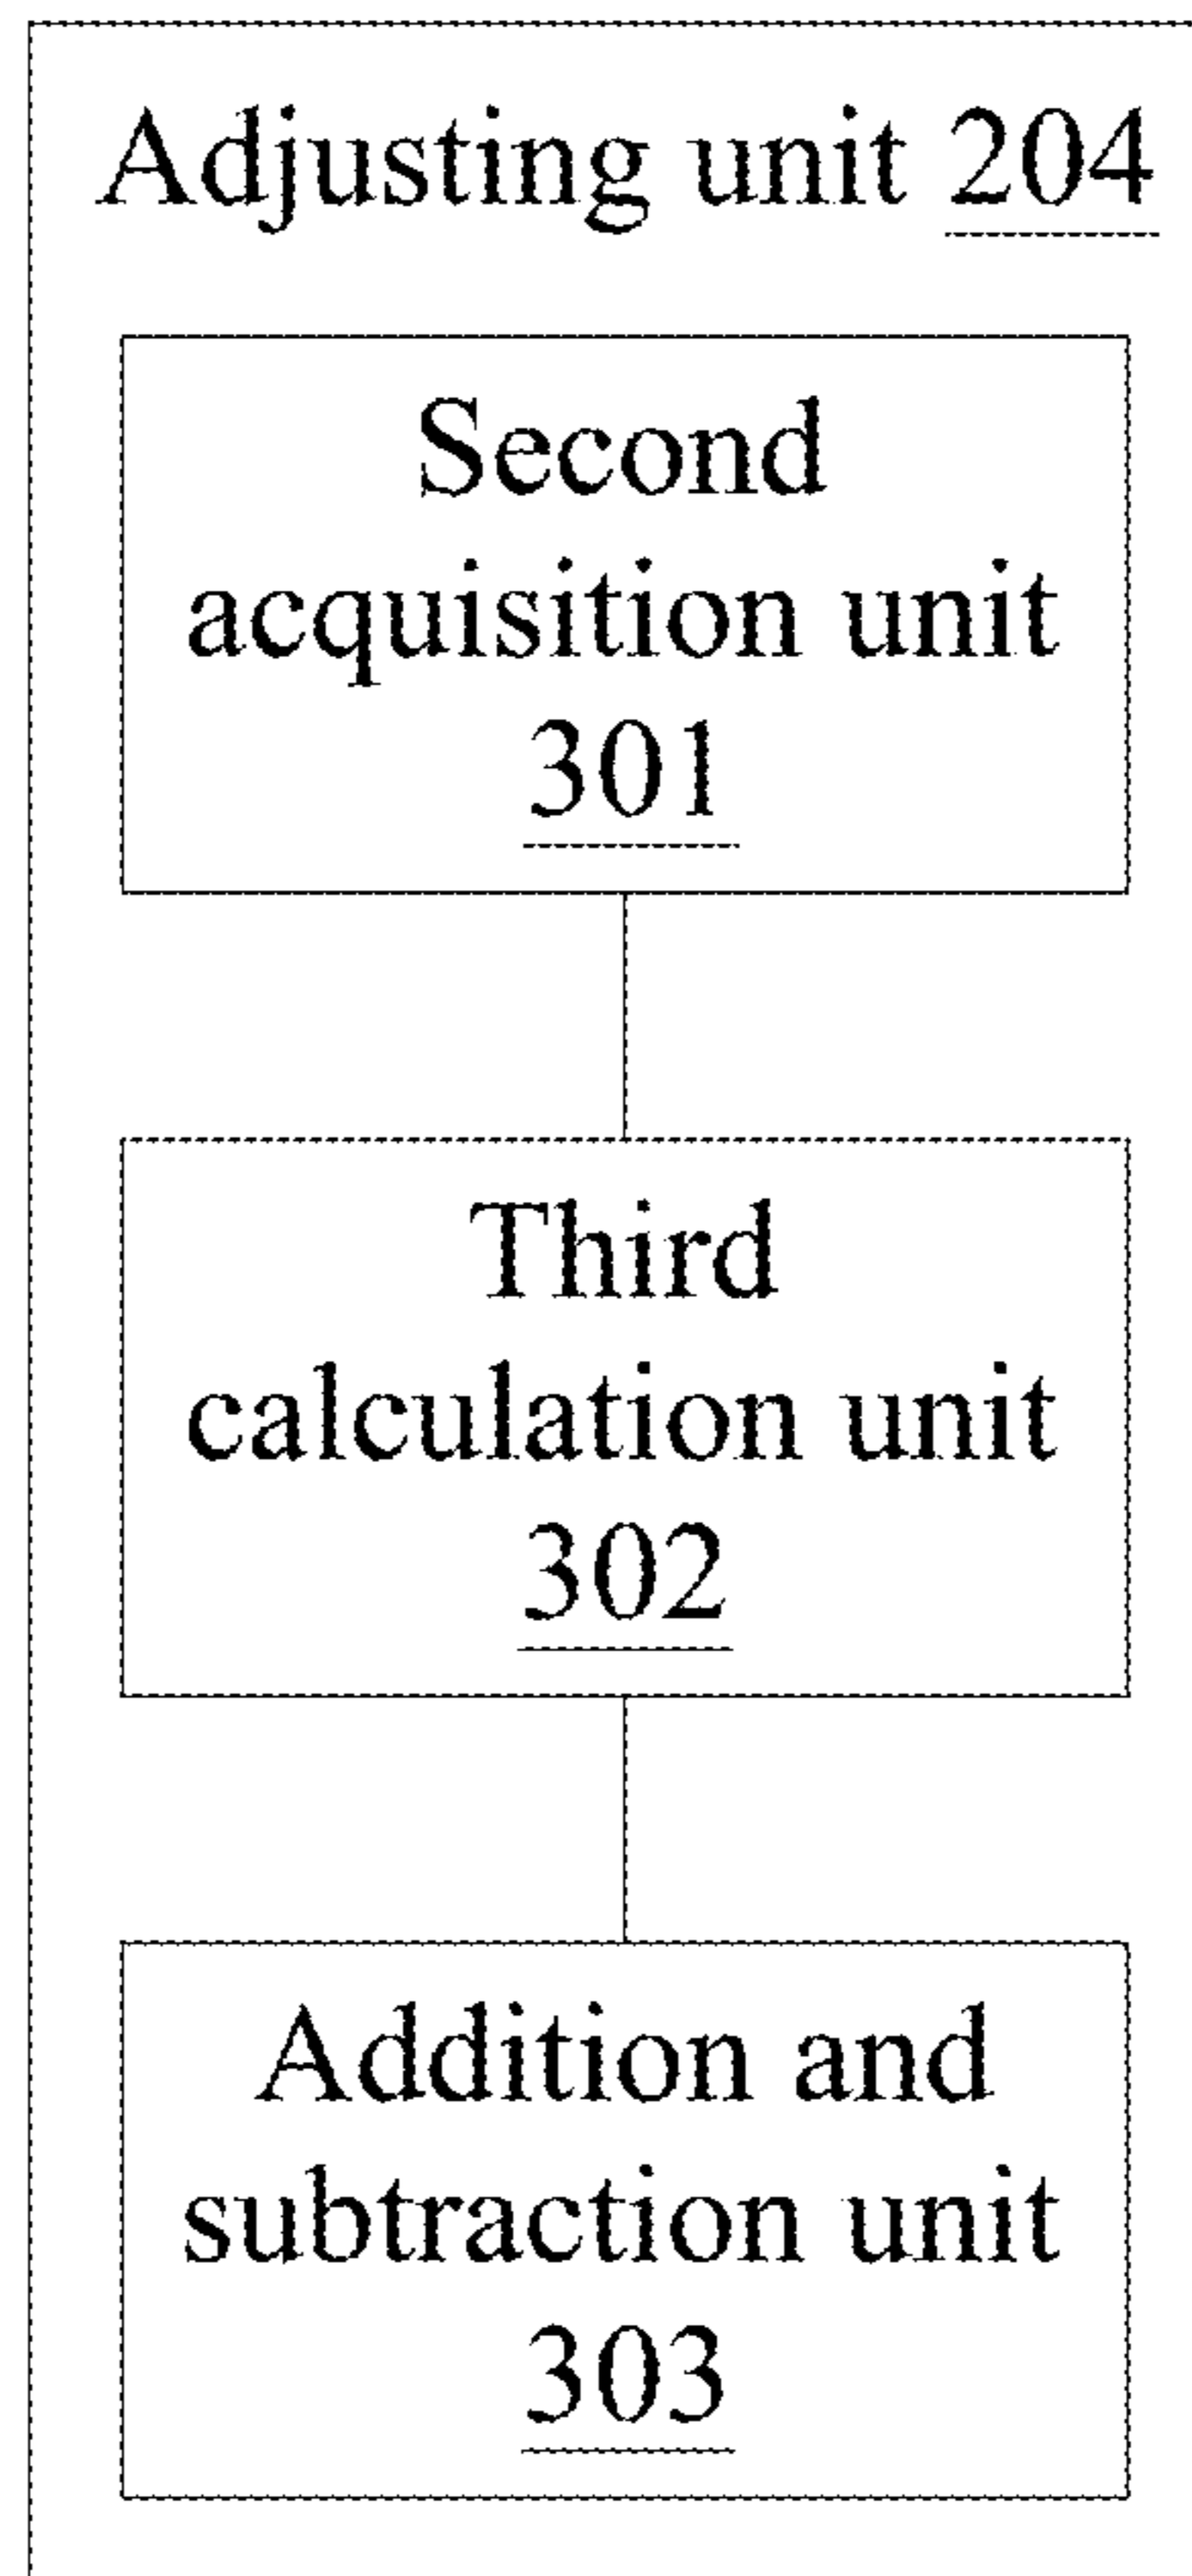 Adjusting unit 204
Second
acquisition unit
301
Third
calculation unit
302
Addition and
subtraction unit
303